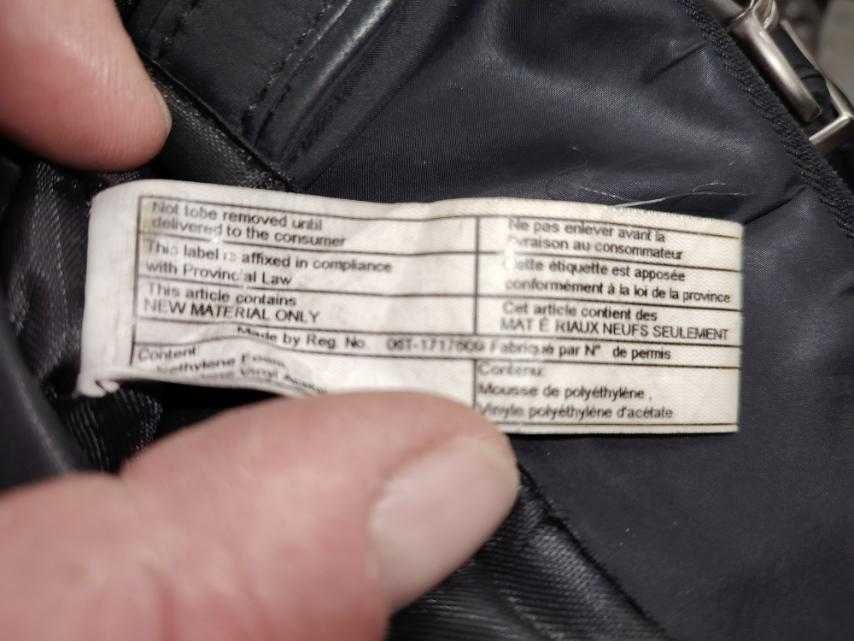 Not tobe removed until
delivered to the consumer
This label is affixed in compliance
with Provincial Law
This article contains
NEW MATERIAL ONLY
Ne pas enlever avant la
livraison au consommateur
Cette étiquette est apposée
conformément à la loi de la province
Cet article contient des
MAT É RIAUX NEUFS SEULEMENT
Made by Reg. No. Fabriqué par N° de permis
Content
Foam
Vinyl
Contenu:
Mousse de polyéthylène,
Vinyle polyéthylène d'acétate